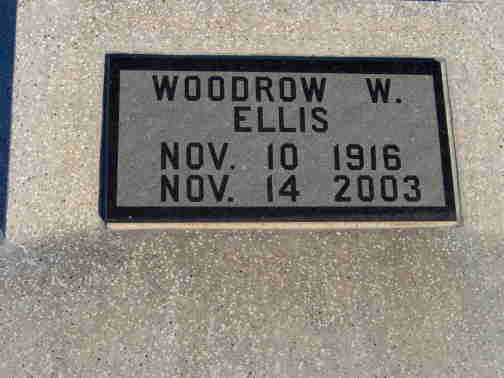 WOODROW W.
ELLIS
NOV. 10 1916
NOV. 14 2003